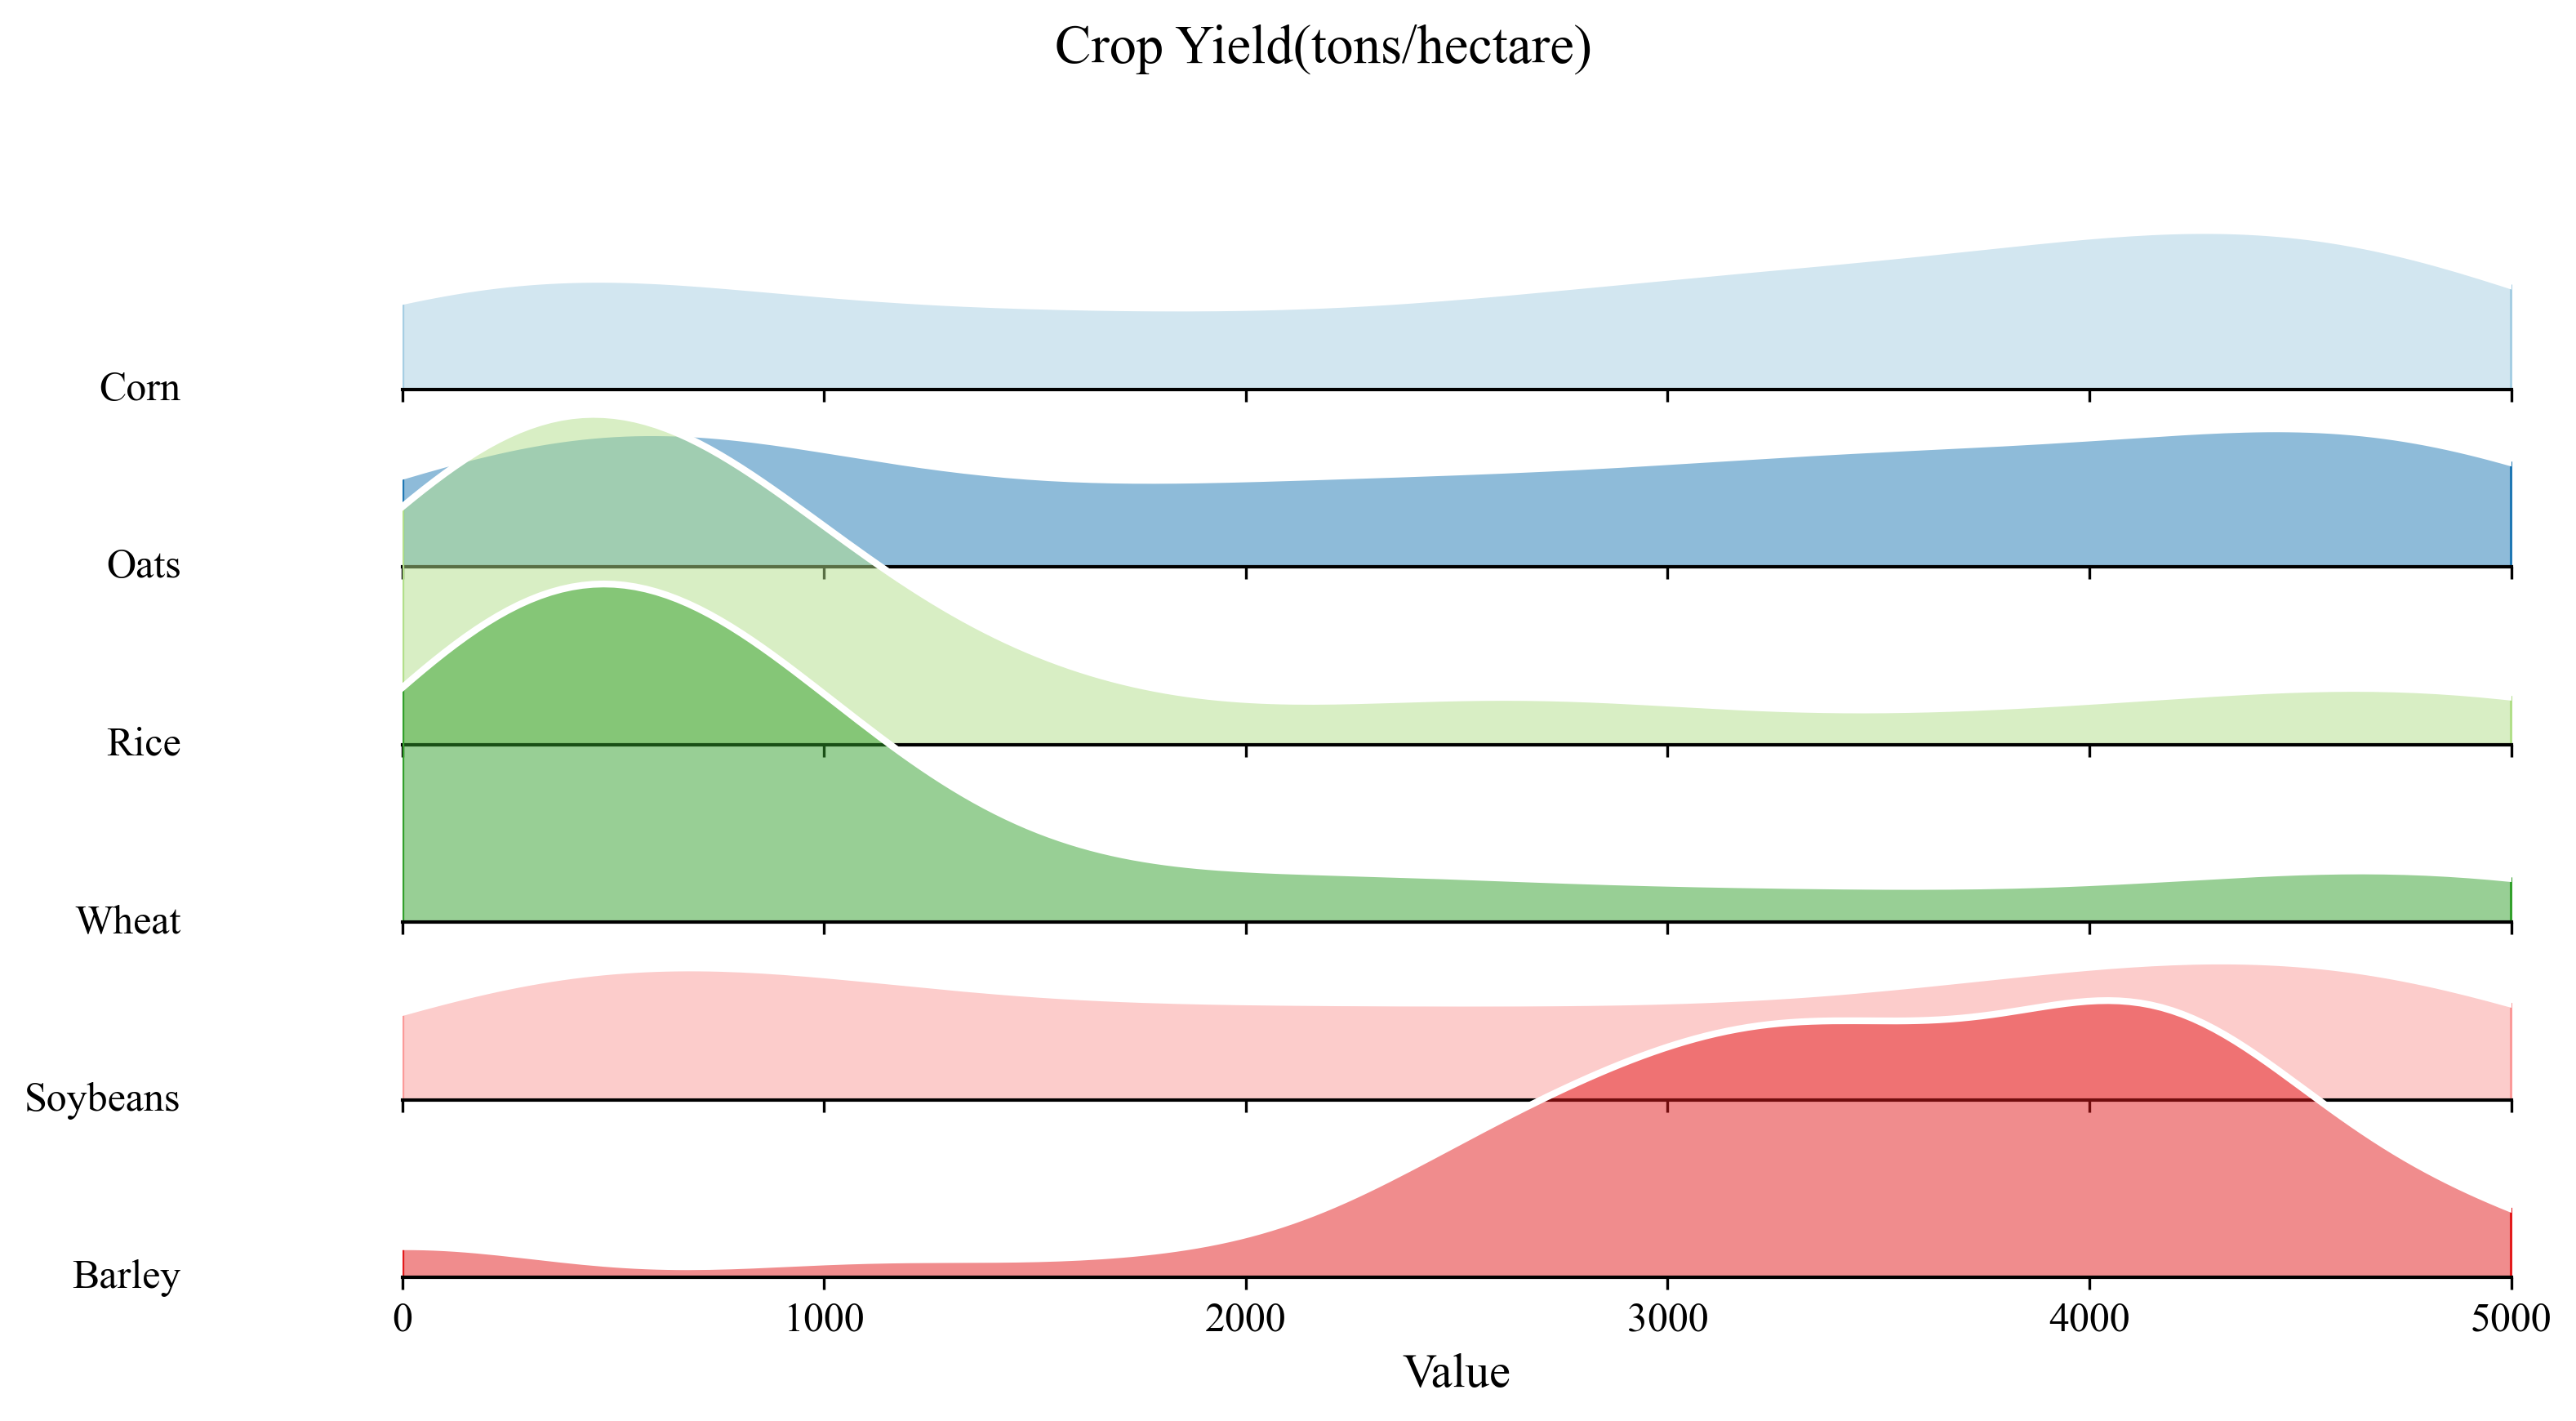 Crop Yield(tons/hectare)
Corn
Oats
Rice
Wheat
Soybeans
Barley
0 1000 2000 3000 4000 5000
Value